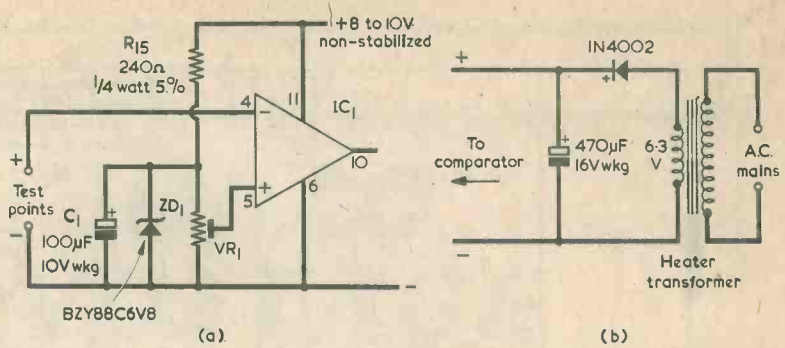 +8 to 10V
non-stabilized
R15
240Ω
1/4 watt 5%
4
11
IC1
-
10
+
5
6
+
Test
points
-
C1
+
100µF
10V wkg
ZD1
VR1
-
BZY88C6V8
(a)
+
1N4002
+
To
comparator
+
470µF
16V wkg
6·3
V
A.C.
mains
-
Heater
transformer
(b)